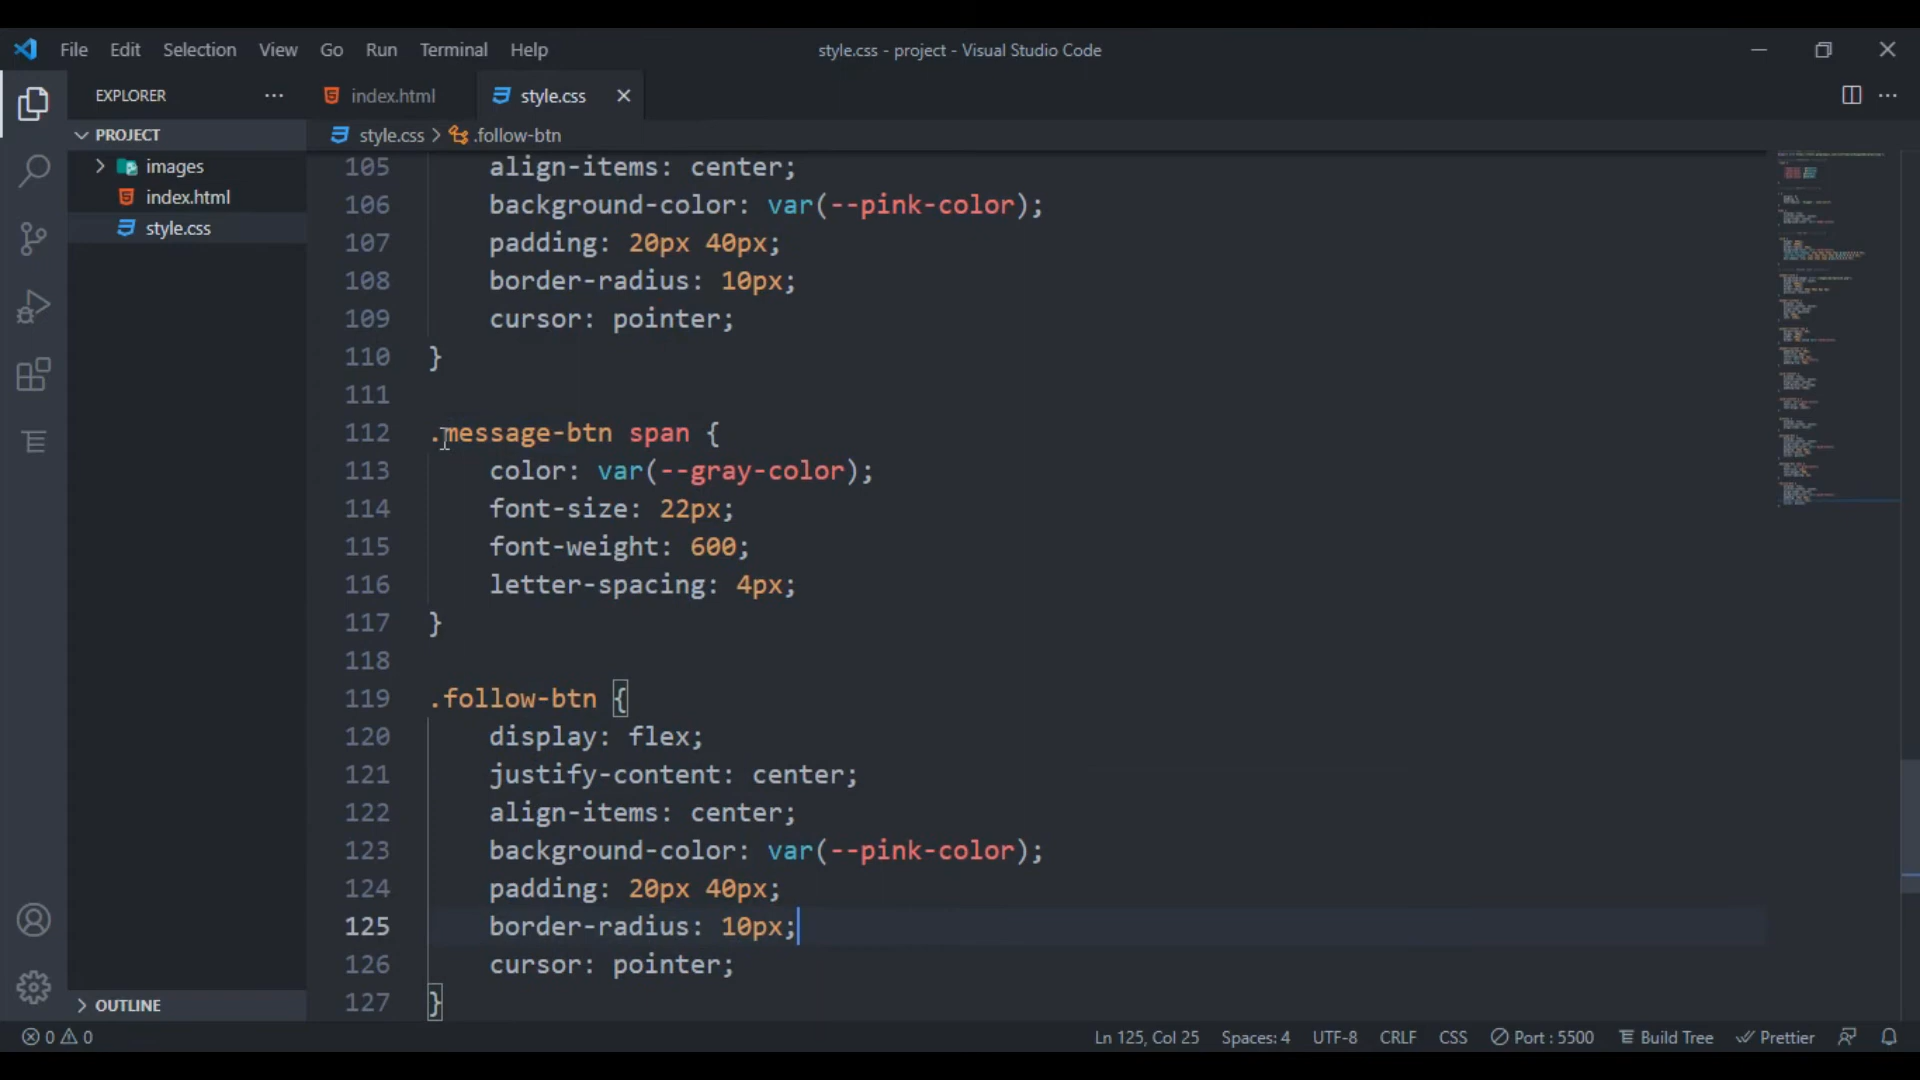 File Edit Selection View Go Run Terminal Help
style.css - project - Visual Studio Code
EXPLORER
index.html
style.css
PROJECT
style.css > .follow-btn
images
index.html
style.css
105 align-items: center;
106 background-color: var(--pink-color);
107 padding: 20px 40px;
108 border-radius: 10px;
109 cursor: pointer;
110 }
111
112 .message-btn span {
113 color: var(--gray-color);
114 font-size: 22px;
115 font-weight: 600;
116 letter-spacing: 4px;
117 }
118
119 .follow-btn {
120 display: flex;
121 justify-content: center;
122 align-items: center;
123 background-color: var(--pink-color);
124 padding: 20px 40px;
125 border-radius: 10px;
126 cursor: pointer;
127 }
OUTLINE
0 0
Ln 125, Col 25 Spaces: 4 UTF-8 CRLF CSS Port : 5500 Build Tree Prettier